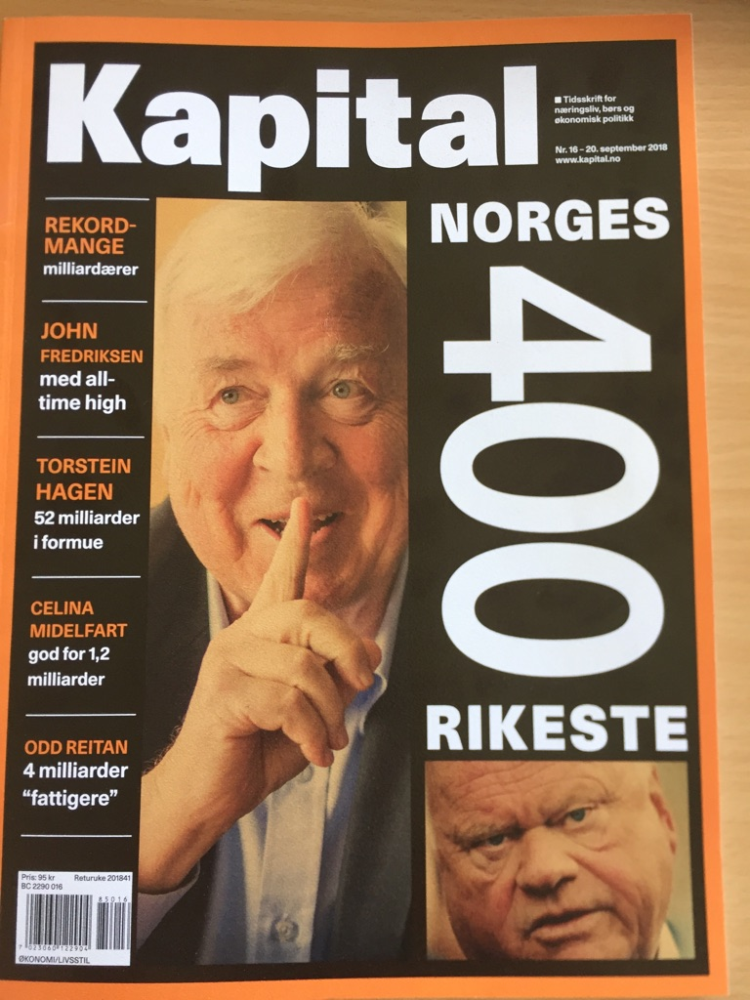 Kapital
■ Tidsskrift for
næringsliv, børs og
økonomisk politikk
Nr. 16 – 20. september 2018
www.kapital.no
REKORD-
MANGE
milliardærer
JOHN
FREDRIKSEN
med all-
time high
TORSTEIN
HAGEN
52 milliarder
i formue
CELINA
MIDELFART
god for 1,2
milliarder
ODD REITAN
4 milliarder
“fattigere”
NORGES
400
RIKESTE
Pris: 95 kr Returuke 201841
BC 2290 016
85016
7 023060 122904
ØKONOMI/LIVSSTIL